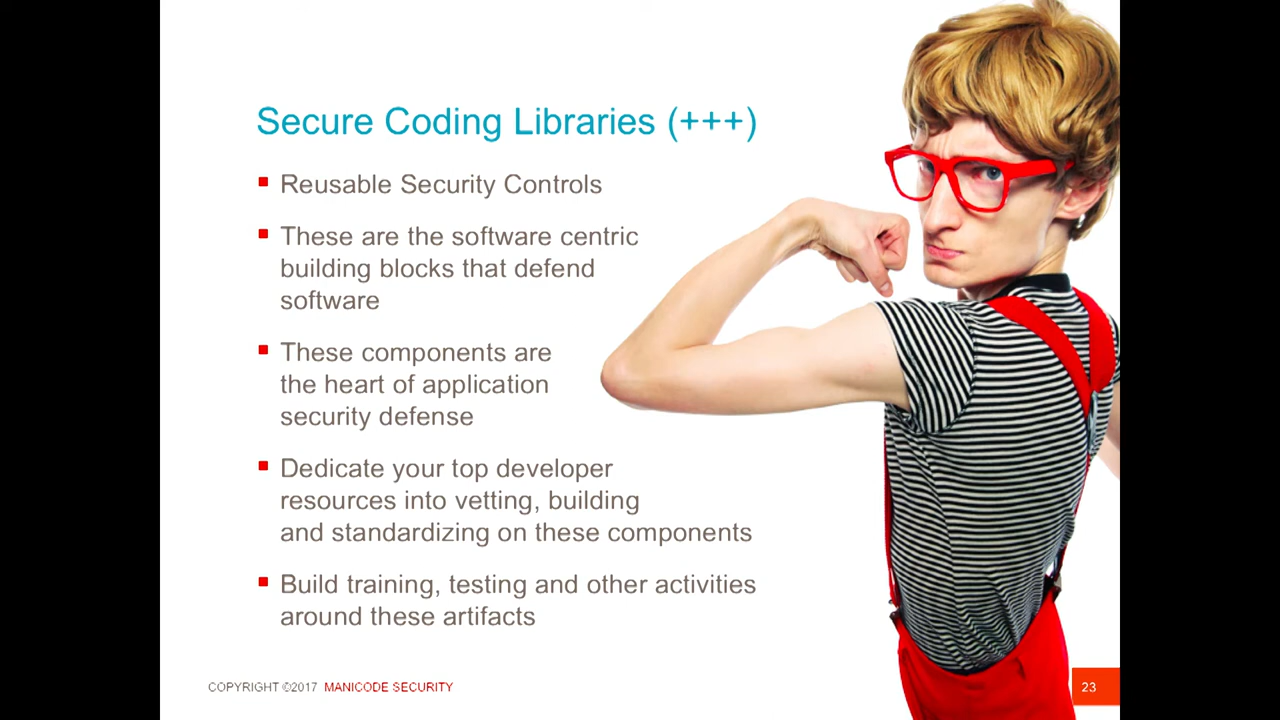 Secure Coding Libraries (+++)
Reusable Security Controls
These are the software centric
building blocks that defend
software
These components are
the heart of application
security defense
Dedicate your top developer
resources into vetting, building
and standardizing on these components
Build training, testing and other activities
around these artifacts
COPYRIGHT ©2017 MANICODE SECURITY
23